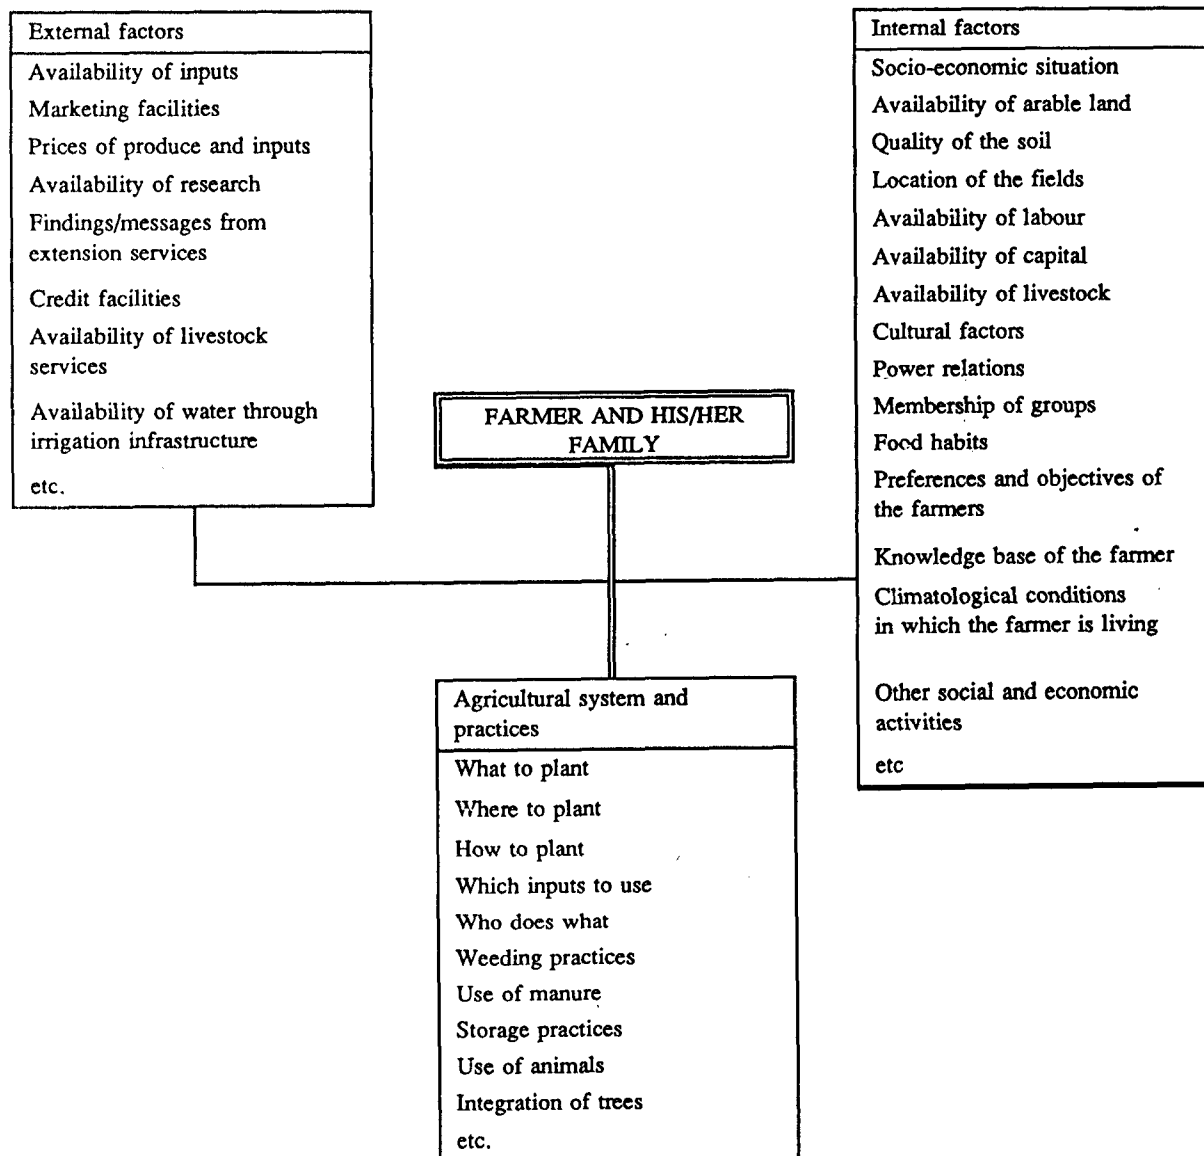 External factors
Availability of inputs
Marketing facilities
Prices of produce and inputs
Availability of research
Findings/messages from
extension services
Credit facilities
Availability of livestock
services
Availability of water through
irrigation infrastructure
etc.
Internal factors
Socio-economic situation
Availability of arable land
Quality of the soil
Location of the fields
Availability of labour
Availability of capital
Availability of livestock
Cultural factors
Power relations
Membership of groups
Food habits
Preferences and objectives of
the farmers
Knowledge base of the farmer
Climatological conditions
in which the farmer is living
Other social and economic
activities
etc
FARMER AND HIS/HER
FAMILY
Agricultural system and
practices
What to plant
Where to plant
How to plant
Which inputs to use
Who does what
Weeding practices
Use of manure
Storage practices
Use of animals
Integration of trees
etc.